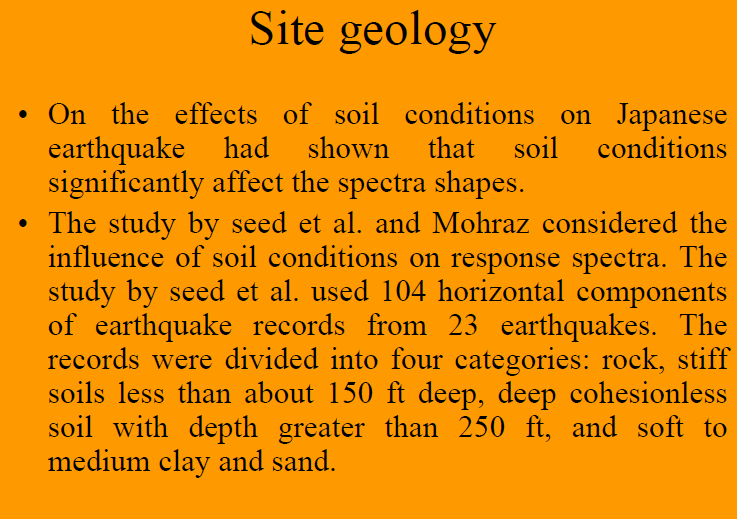 Site geology
• On the effects of soil conditions on Japanese
earthquake had shown that soil conditions
significantly affect the spectra shapes.
• The study by seed et al. and Mohraz considered the
influence of soil conditions on response spectra. The
study by seed et al. used 104 horizontal components
of earthquake records from 23 earthquakes. The
records were divided into four categories: rock, stiff
soils less than about 150 ft deep, deep cohesionless
soil with depth greater than 250 ft, and soft to
medium clay and sand.